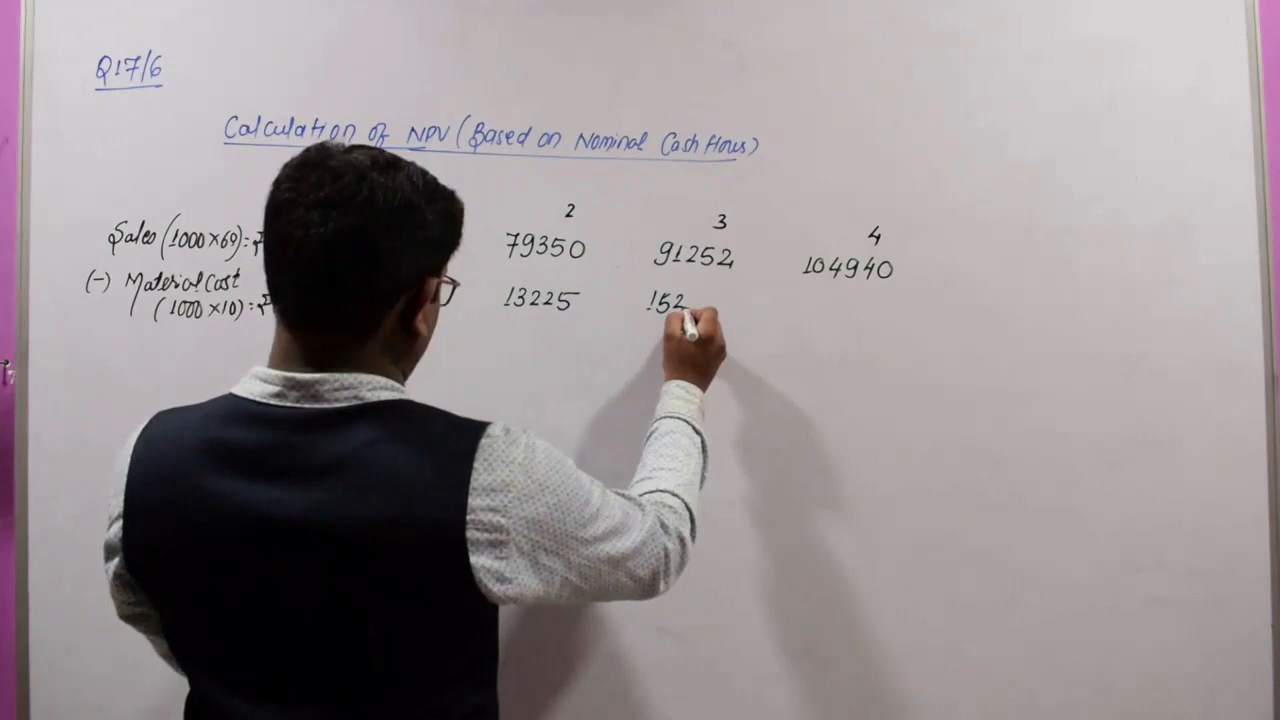 Q17/6
Calculation of NPV (Based on Nominal Cash flows)
2 3 4
Sales (1000×60): 79350 91252 104940
(-) Material Cost
(1000×10): 13225 152